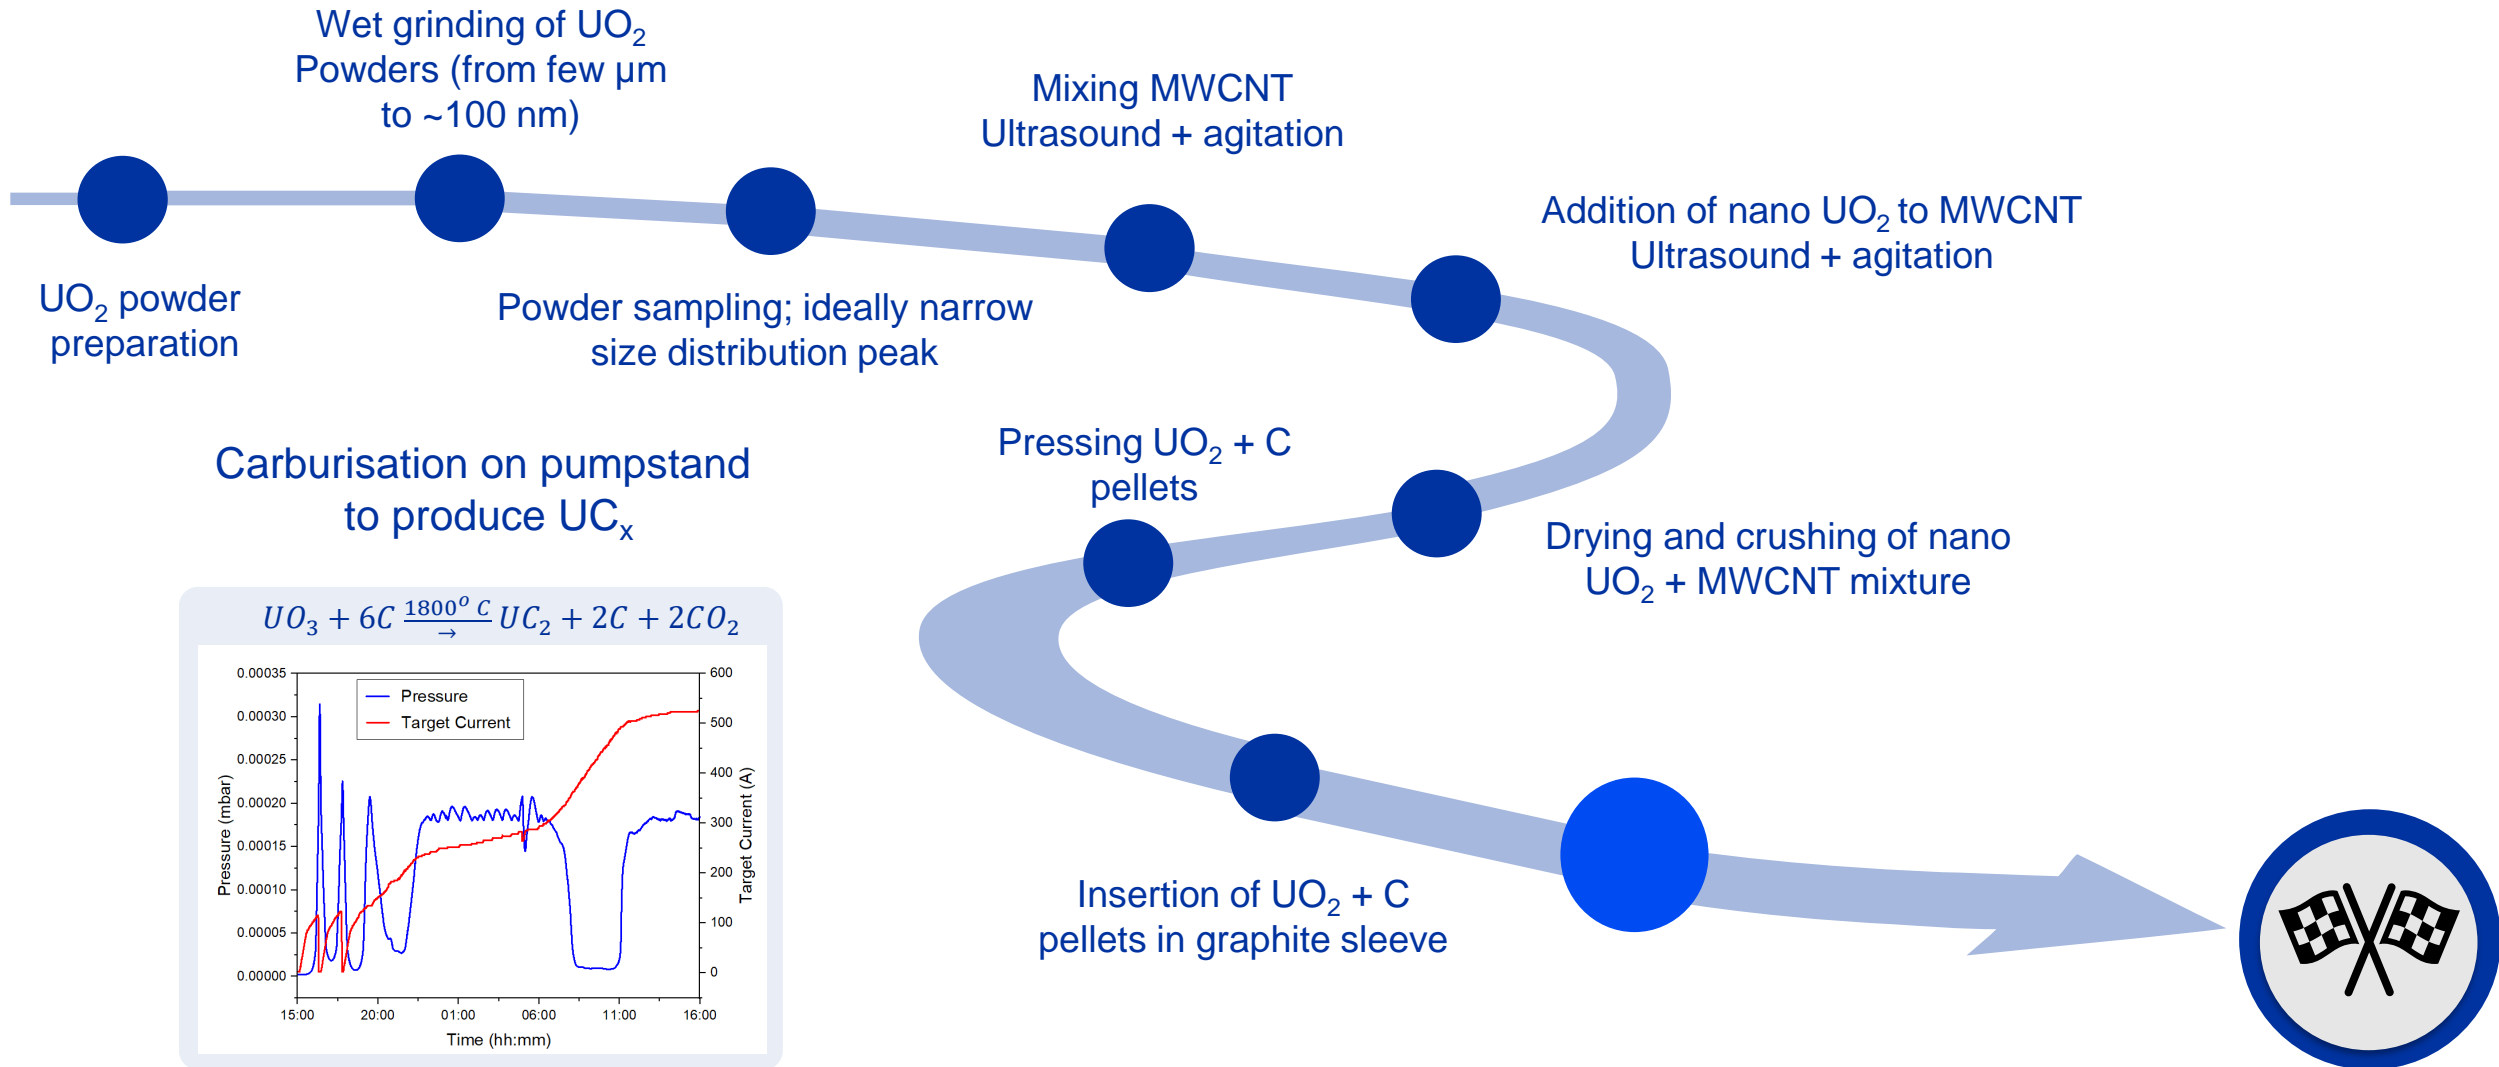 Wet grinding of UO₂
Powders (from few µm
to ~100 nm)
Mixing MWCNT
Ultrasound + agitation
Addition of nano UO₂ to MWCNT
Ultrasound + agitation
UO₂ powder
preparation
Powder sampling; ideally narrow
size distribution peak
Pressing UO₂ + C
pellets
Drying and crushing of nano
UO₂ + MWCNT mixture
Insertion of UO₂ + C
pellets in graphite sleeve
Carburisation on pumpstand
to produce UCₓ
UO₃ + 6C 1800° C → UC₂ + 2C + 2CO₂
Pressure
Target Current
Pressure (mbar)
0.00035
0.00030
0.00025
0.00020
0.00015
0.00010
0.00005
0.00000
600
500
400
300
200
100
0
Target Current (A)
15:00 20:00 01:00 06:00 11:00 16:00
Time (hh:mm)